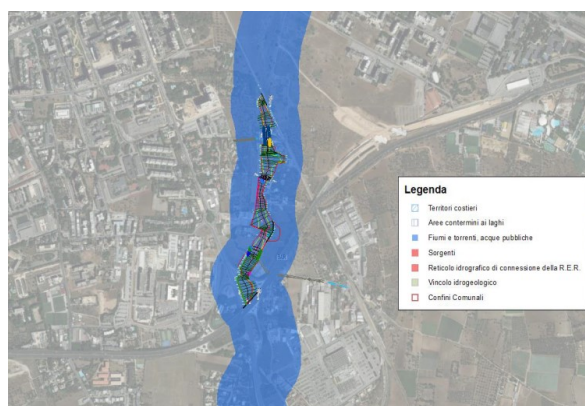 Legenda
Territori costieri
Aree contermini ai laghi
Fiumi e torrenti, acque pubbliche
Sorgenti
Reticolo idrografico di connessione della R.E.R.
Vincolo idrogeologico
Confini Comunali